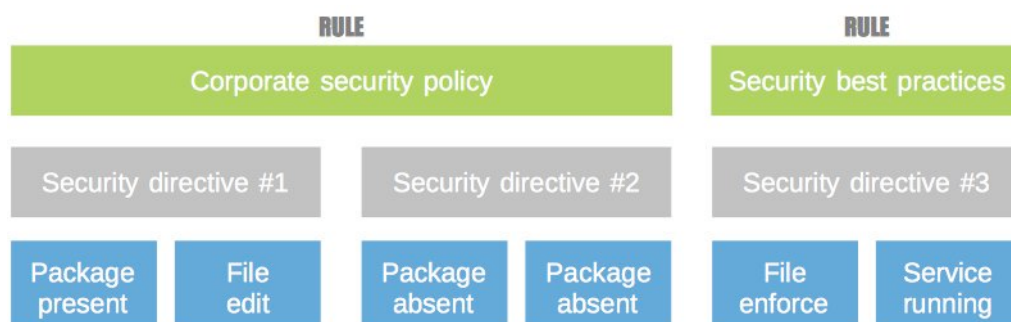 RULE RULE
Corporate security policy Security best practices
Security directive #1 Security directive #2 Security directive #3
Package File Package Package File Service
present edit absent absent enforce running